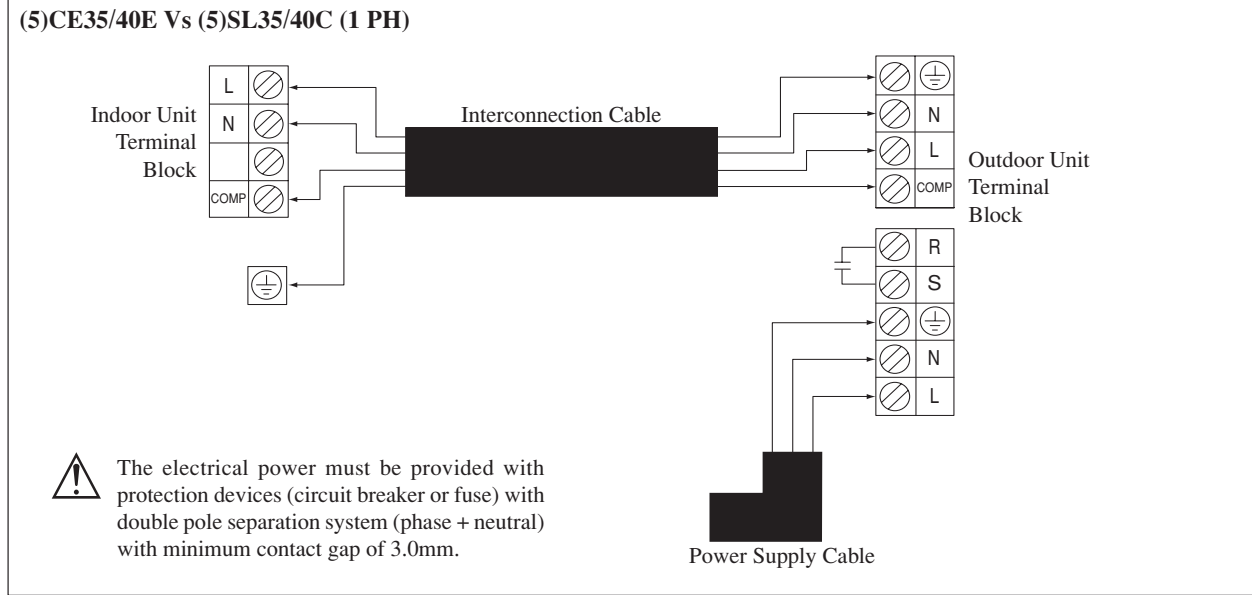 (5)CE35/40E Vs (5)SL35/40C (1 PH)
Indoor Unit
Terminal
Block
L
N
COMP
Interconnection Cable
N
L
COMP
Outdoor Unit
Terminal
Block
R
S
N
L
The electrical power must be provided with
protection devices (circuit breaker or fuse) with
double pole separation system (phase + neutral)
with minimum contact gap of 3.0mm.
Power Supply Cable